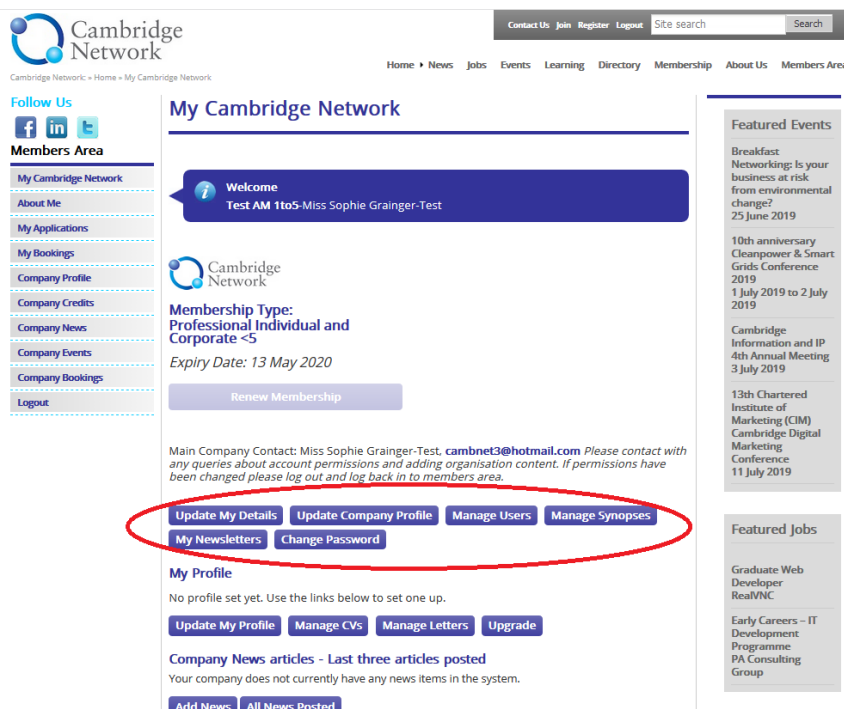 Cambridge
Network
Contact Us Join Register Logout Site search Search
Home News Jobs Events Learning Directory Membership About Us Members Area
Cambridge Network: » Home » My Cambridge Network
Follow Us
Members Area
My Cambridge Network
About Me
My Applications
My Bookings
Company Profile
Company Credits
Company News
Company Events
Company Bookings
Logout
My Cambridge Network
Welcome
Test AM 1to5-Miss Sophie Grainger-Test
Cambridge
Network
Membership Type:
Professional Individual and
Corporate <5
Expiry Date: 13 May 2020
Renew Membership
Main Company Contact: Miss Sophie Grainger-Test, cambnet3@hotmail.com Please contact with
any queries about account permissions and adding organisation content. If permissions have
been changed please log out and log back in to members area.
Update My Details Update Company Profile Manage Users Manage Synopses
My Newsletters Change Password
My Profile
No profile set yet. Use the links below to set one up.
Update My Profile Manage CVs Manage Letters Upgrade
Company News articles - Last three articles posted
Your company does not currently have any news items in the system.
Add News All News Posted
Featured Events
Breakfast
Networking: Is your
business at risk
from environmental
change?
25 June 2019
10th anniversary
Cleanpower & Smart
Grids Conference
2019
1 July 2019 to 2 July
2019
Cambridge
Information and IP
4th Annual Meeting
3 July 2019
13th Chartered
Institute of
Marketing (CIM)
Cambridge Digital
Marketing
Conference
11 July 2019
Featured Jobs
Graduate Web
Developer
RealVNC
Early Careers – IT
Development
Programme
PA Consulting
Group